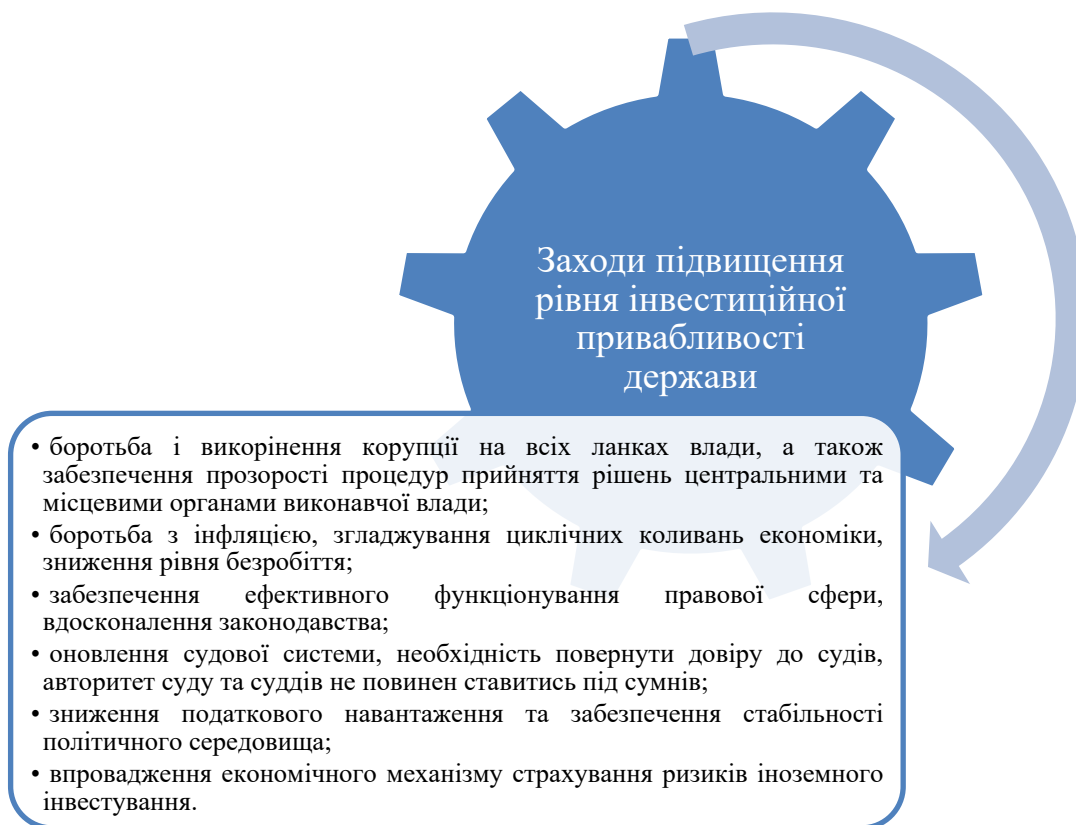 Заходи підвищення
рівня інвестиційної
привабливості
держави
• боротьба і викорінення корупції на всіх ланках влади, а також
забезпечення прозорості процедур прийняття рішень центральними та
місцевими органами виконавчої влади;
• боротьба з інфляцією, згладжування циклічних коливань економіки,
зниження рівня безробіття;
• забезпечення ефективного функціонування правової сфери,
вдосконалення законодавства;
• оновлення судової системи, необхідність повернути довіру до судів,
авторитет суду та суддів не повинен ставитись під сумнів;
• зниження податкового навантаження та забезпечення стабільності
політичного середовища;
• впровадження економічного механізму страхування ризиків іноземного
інвестування.